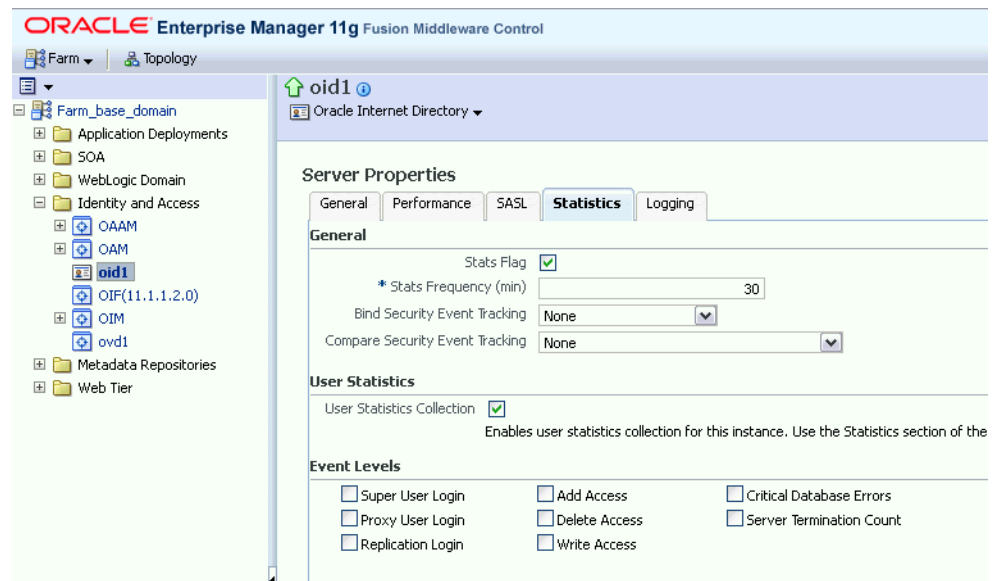 ORACLE Enterprise Manager 11g Fusion Middleware Control
Farm
Topology
Farm_base_domain
Application Deployments
SOA
WebLogic Domain
Identity and Access
OAAM
OAM
oid1
OIF(11.1.1.2.0)
OIM
ovd1
Metadata Repositories
Web Tier
oid1
Oracle Internet Directory
Server Properties
General Performance SASL Statistics Logging
General
Stats Flag
* Stats Frequency (min) 30
Bind Security Event Tracking None
Compare Security Event Tracking None
User Statistics
User Statistics Collection
Enables user statistics collection for this instance. Use the Statistics section of the
Event Levels
Super User Login Add Access Critical Database Errors
Proxy User Login Delete Access Server Termination Count
Replication Login Write Access